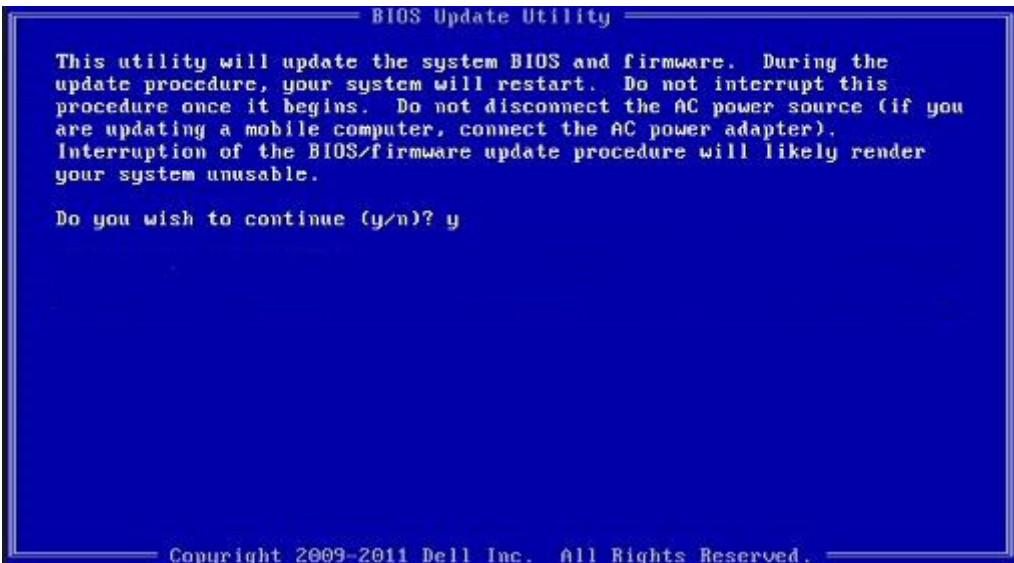 BIOS Update Utility
This utility will update the system BIOS and firmware. During the
update procedure, your system will restart. Do not interrupt this
procedure once it begins. Do not disconnect the AC power source (if you
are updating a mobile computer, connect the AC power adapter).
Interruption of the BIOS/firmware update procedure will likely render
your system unusable.
Do you wish to continue (y/n)? y
Copyright 2009-2011 Dell Inc. All Rights Reserved.